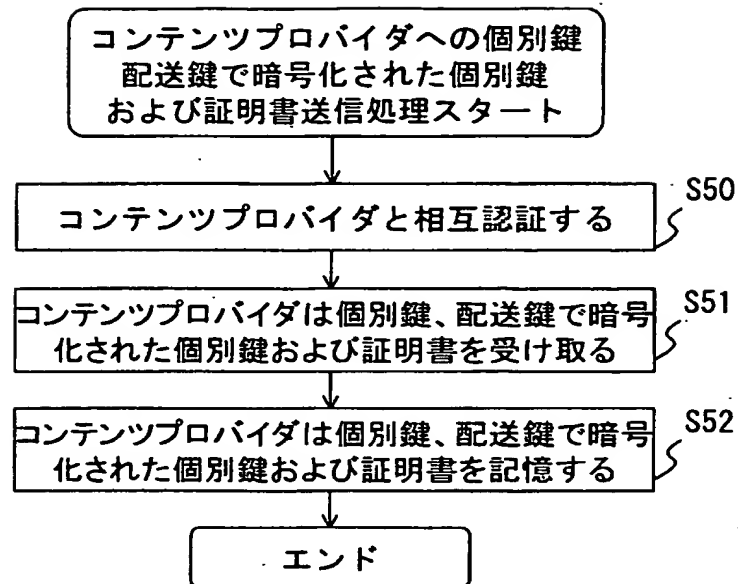 コンテンツプロバイダへの個別鍵
配送鍵で暗号化された個別鍵
および証明書送信処理スタート
S50
コンテンツプロバイダと相互認証する
S51
コンテンツプロバイダは個別鍵、配送鍵で暗号
化された個別鍵および証明書を受け取る
S52
コンテンツプロバイダは個別鍵、配送鍵で暗号
化された個別鍵および証明書を記憶する
エンド